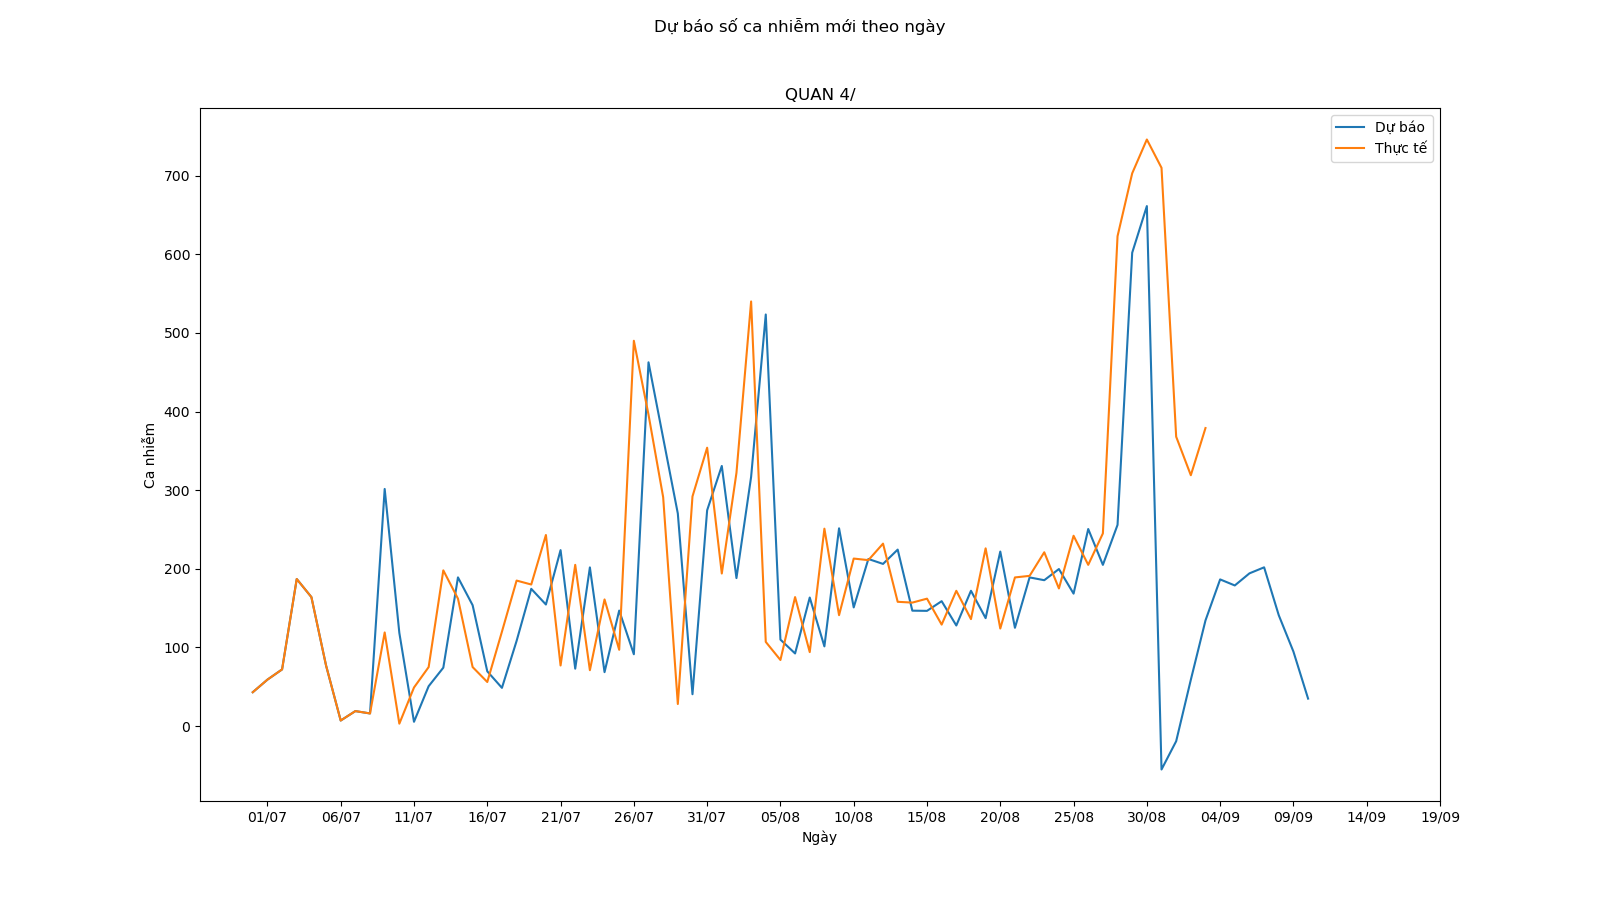 Dự báo số ca nhiễm mới theo ngày
QUAN 4/
Dự báo
Thực tế
700
600
500
400
300
200
100
0
Ca nhiễm
01/07 06/07 11/07 16/07 21/07 26/07 31/07 05/08 10/08 15/08 20/08 25/08 30/08 04/09 09/09 14/09 19/09
Ngày